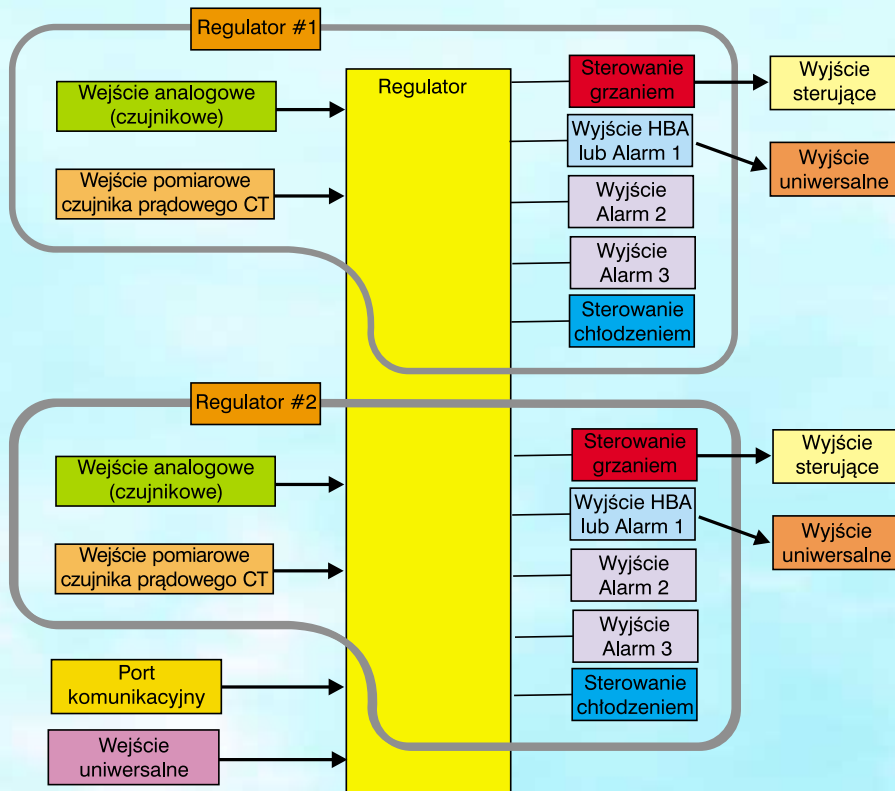 Regulator #1
Wejście analogowe
(czujnikowe)
Wejście pomiarowe
czujnika prądowego CT
Regulator
Sterowanie
grzaniem
Wyjście HBA
lub Alarm 1
Wyjście
Alarm 2
Wyjście
Alarm 3
Sterowanie
chłodzeniem
Wyjście
sterujące
Wyjście
uniwersalne
Regulator #2
Wejście analogowe
(czujnikowe)
Wejście pomiarowe
czujnika prądowego CT
Port
komunikacyjny
Wejście
uniwersalne
Sterowanie
grzaniem
Wyjście HBA
lub Alarm 1
Wyjście
Alarm 2
Wyjście
Alarm 3
Sterowanie
chłodzeniem
Wyjście
sterujące
Wyjście
uniwersalne